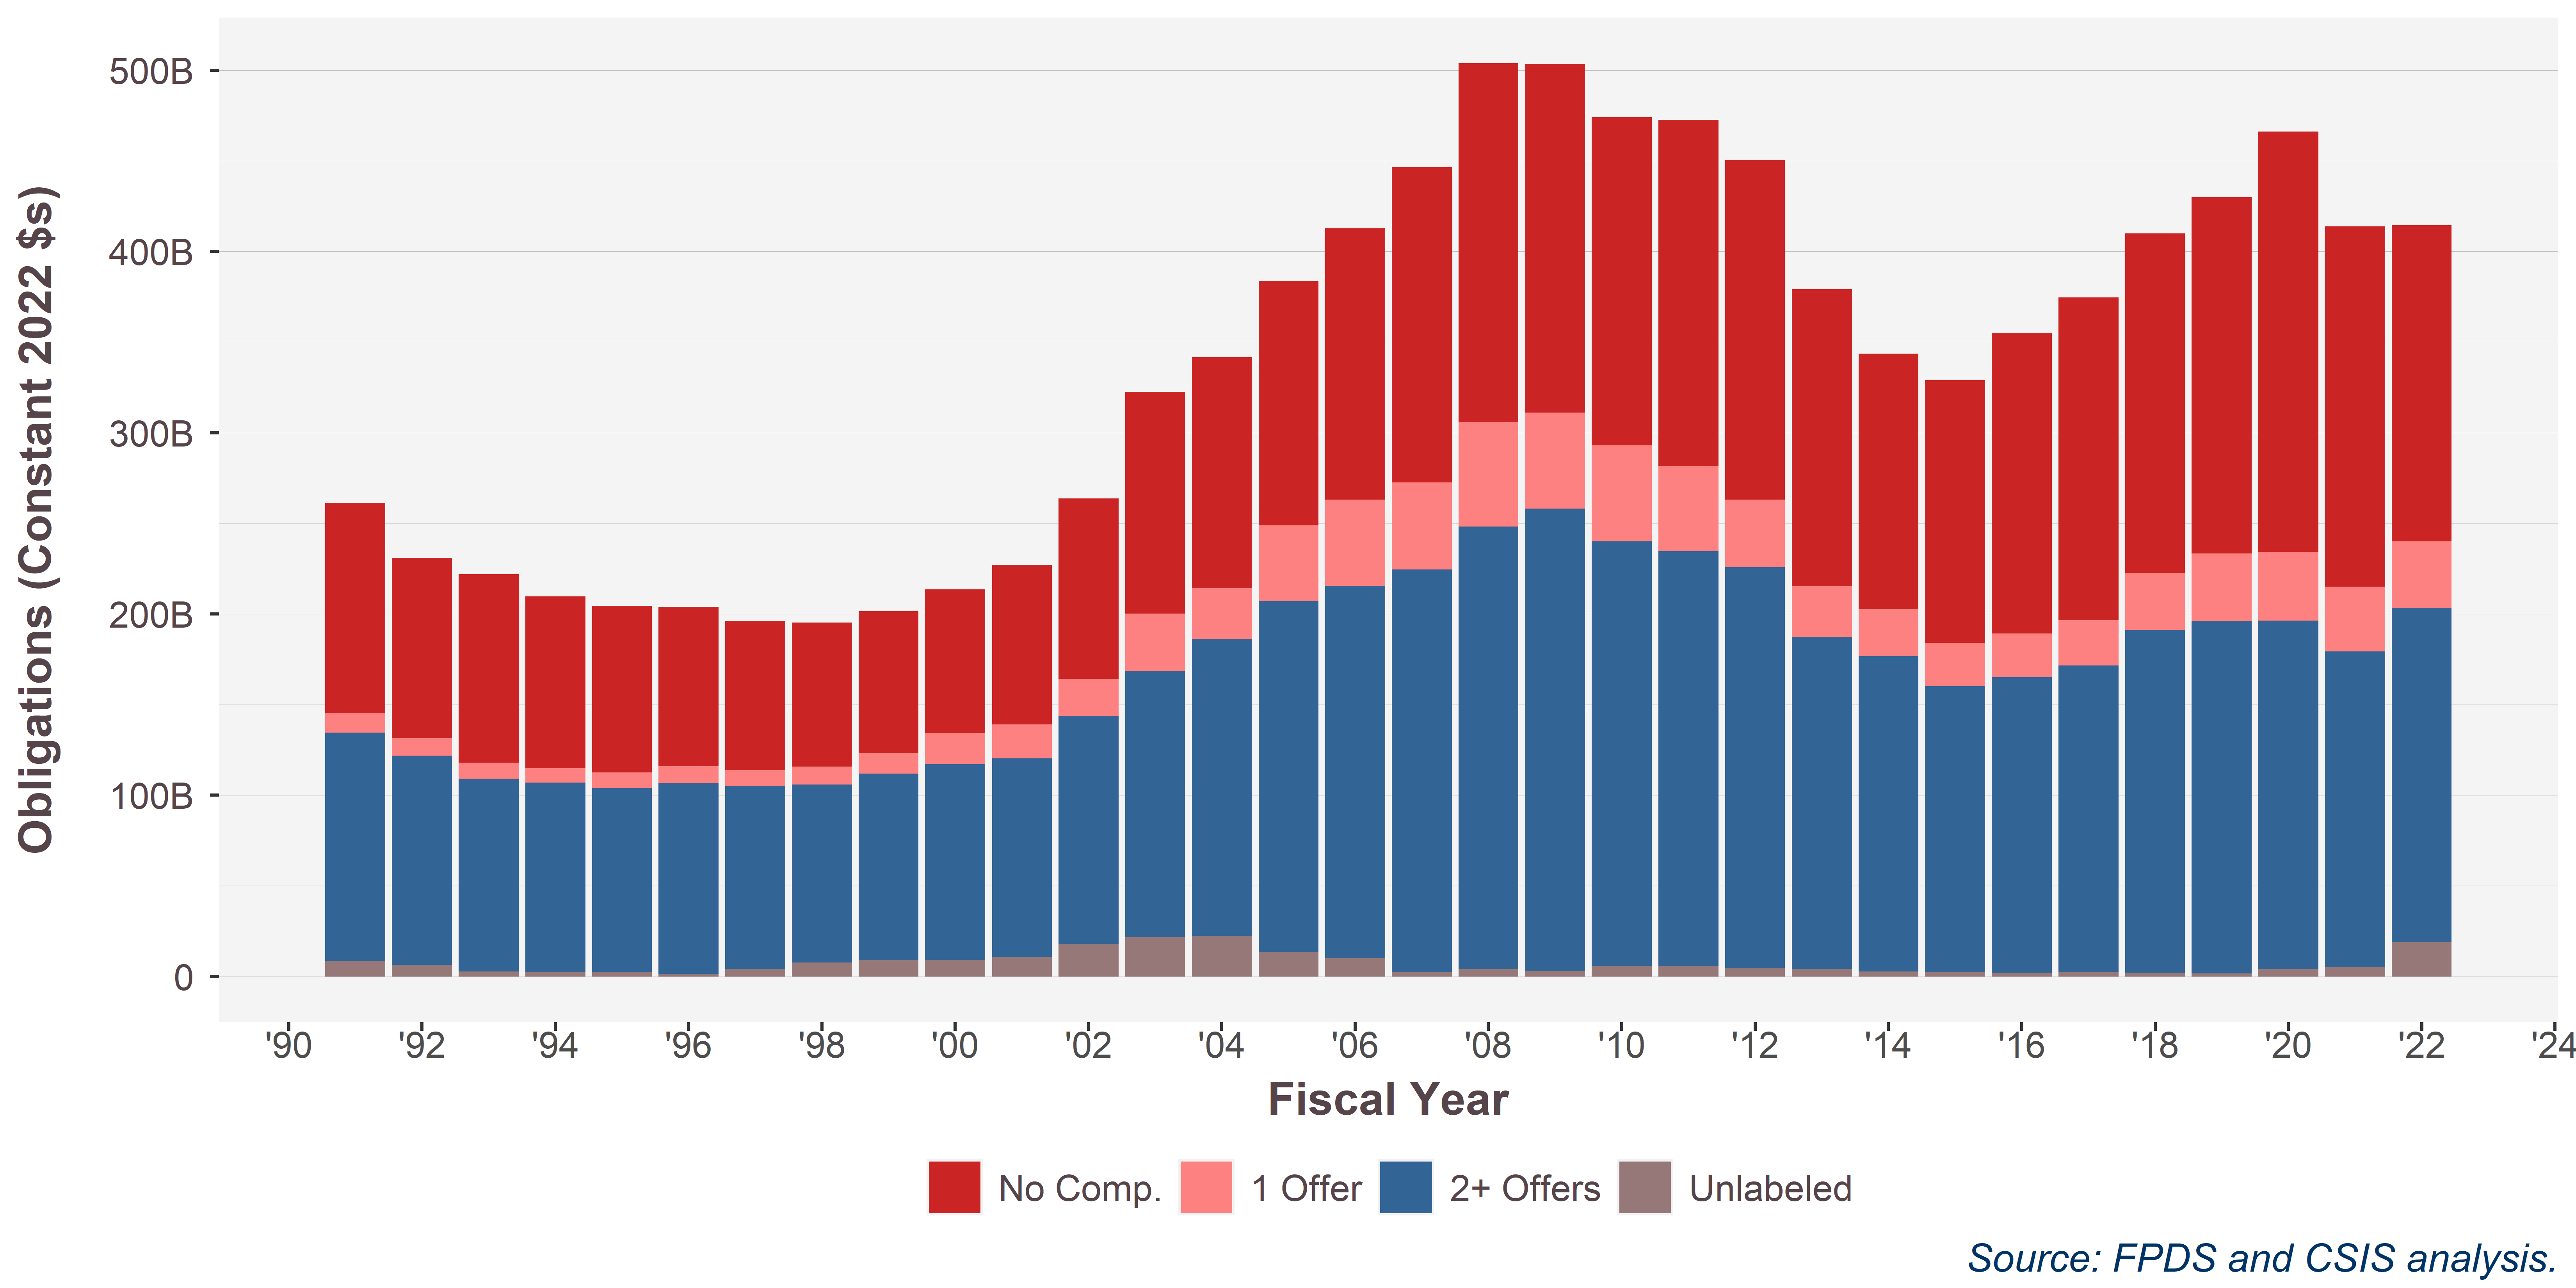 Obligations (Constant 2022 $s)
500B
400B
300B
200B
100B
0
'90 '92 '94 '96 '98 '00 '02 '04 '06 '08 '10 '12 '14 '16 '18 '20 '22 '24
Fiscal Year
No Comp. 1 Offer 2+ Offers Unlabeled
Source: FPDS and CSIS analysis.